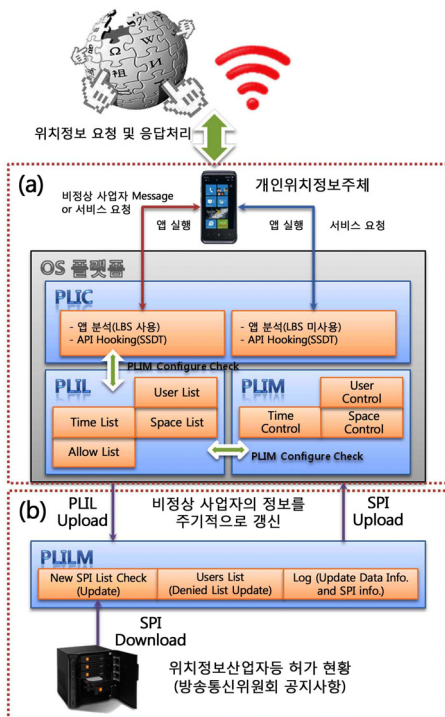 위치정보 요청 및 응답처리
(a)
비정상 사업자 Message
or 서비스 요청
개인위치정보주체
앱 실행
앱 실행
서비스 요청
OS 플랫폼
PLIC
- 앱 분석(LBS 사용)
- API Hooking(SSDT)
- 앱 분석(LBS 미사용)
- API Hooking(SSDT)
PLIM Configure Check
PLIL
User List
Time List
Space List
Allow List
PLIM
User
Control
Time
Control
Space
Control
PLIM Configure Check
(b)
PLIL
Upload
비정상 사업자의 정보를
주기적으로 갱신
SPI
Upload
PLILM
New SPI List Check
(Update)
Users List
(Denied List Update)
Log (Update Data Info.
and SPI info.)
SPI
Download
위치정보산업자등 허가 현황
(방송통신위원회 공지사항)